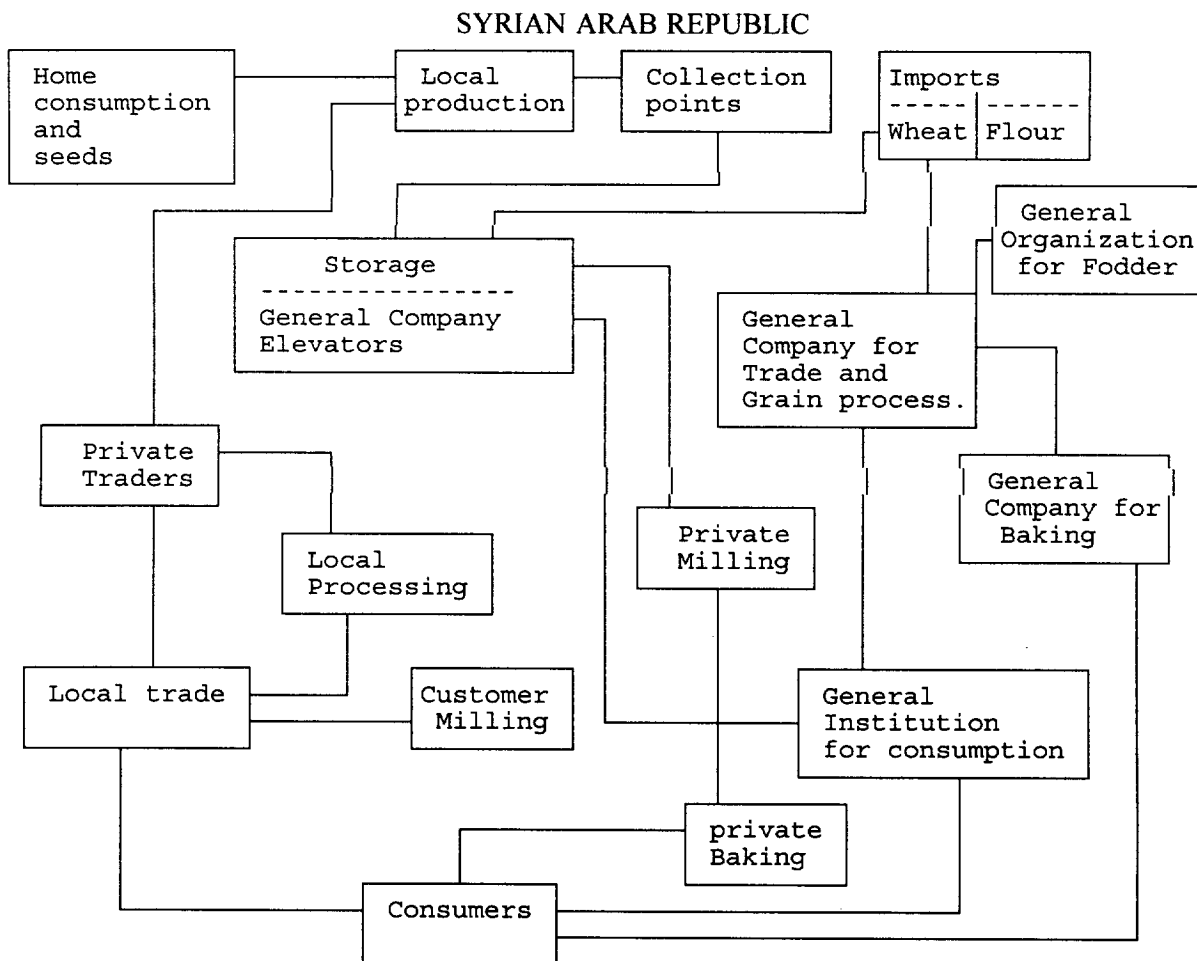 SYRIAN ARAB REPUBLIC
Home
consumption
and
seeds
Local
production
Collection
points
Imports
----- ------
Wheat Flour
General
Organization
for Fodder
Storage
----------------
General Company
Elevators
General
Company for
Trade and
Grain process.
Private
Traders
General
Company for
Baking
Private
Milling
Local
Processing
Local trade
Customer
Milling
General
Institution
for consumption
private
Baking
Consumers